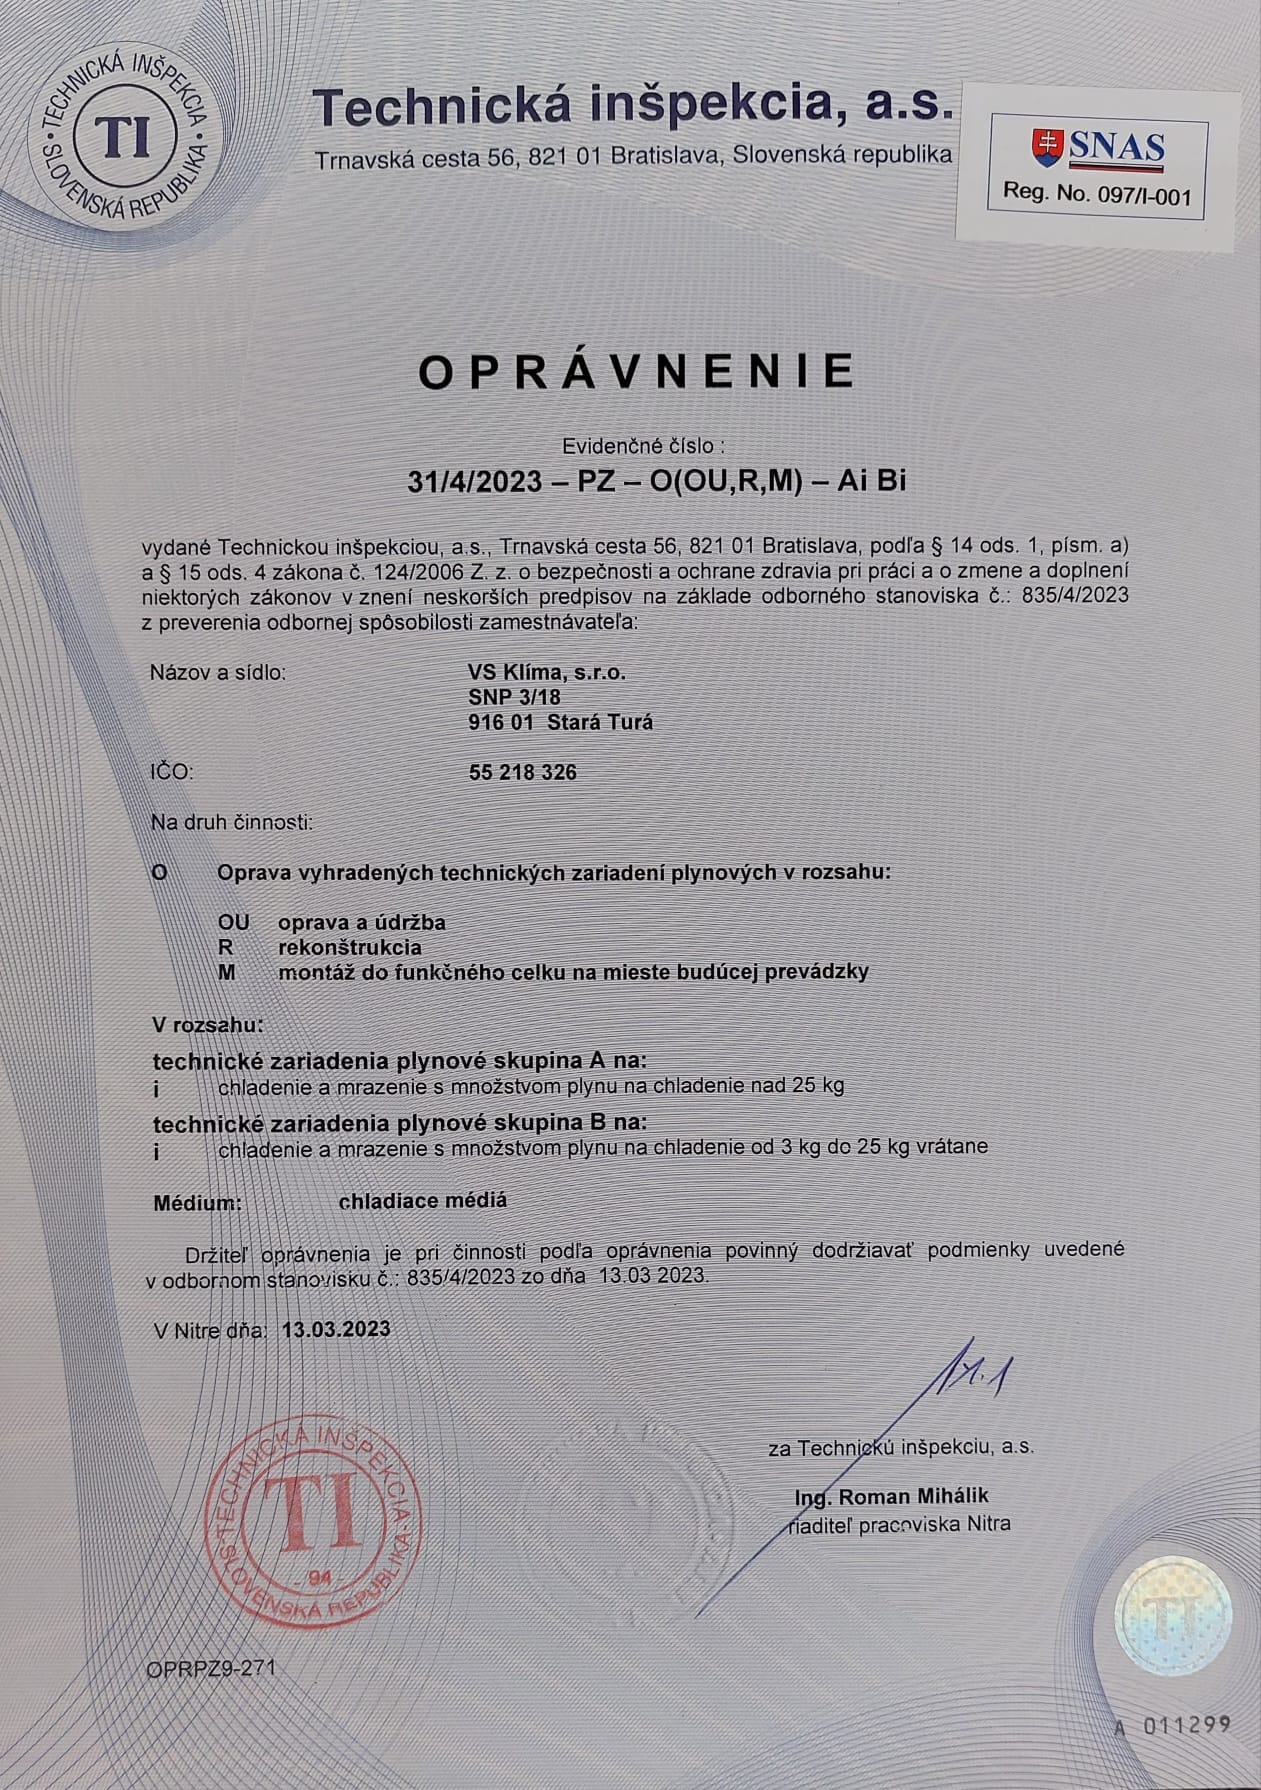 TECHNICKÁ INŠPEKCIA
TI
SLOVENSKÁ REPUBLIKA
Technická inšpekcia, a.s.
Trnavská cesta 56, 821 01 Bratislava, Slovenská republika
SNAS
Reg. No. 097/I-001
OPRÁVNENIE
Evidenčné číslo :
31/4/2023 – PZ – O(OU,R,M) – Ai Bi
vydané Technickou inšpekciou, a.s., Trnavská cesta 56, 821 01 Bratislava, podľa § 14 ods. 1, písm. a)
a § 15 ods. 4 zákona č. 124/2006 Z. z. o bezpečnosti a ochrane zdravia pri práci a o zmene a doplnení
niektorých zákonov v znení neskorších predpisov na základe odborného stanoviska č.: 835/4/2023
z preverenia odbornej spôsobilosti zamestnávateľa:
Názov a sídlo: VS Klíma, s.r.o.
SNP 3/18
916 01 Stará Turá
IČO: 55 218 326
Na druh činnosti:
O Oprava vyhradených technických zariadení plynových v rozsahu:
OU oprava a údržba
R rekonštrukcia
M montáž do funkčného celku na mieste budúcej prevádzky
V rozsahu:
technické zariadenia plynové skupina A na:
i chladenie a mrazenie s množstvom plynu na chladenie nad 25 kg
technické zariadenia plynové skupina B na:
i chladenie a mrazenie s množstvom plynu na chladenie od 3 kg do 25 kg vrátane
Médium: chladiace médiá
Držiteľ oprávnenia je pri činnosti podľa oprávnenia povinný dodržiavať podmienky uvedené
v odbornom stanovisku č.: 835/4/2023 zo dňa 13.03 2023.
V Nitre dňa: 13.03.2023
za Technickú inšpekciu, a.s.
Ing. Roman Mihálik
riaditeľ pracoviska Nitra
TECHNICKÁ INŠPEKCIA
TI
- 94 -
SLOVENSKÁ REPUBLIKA
TI
OPRPZ9-271
A 011299